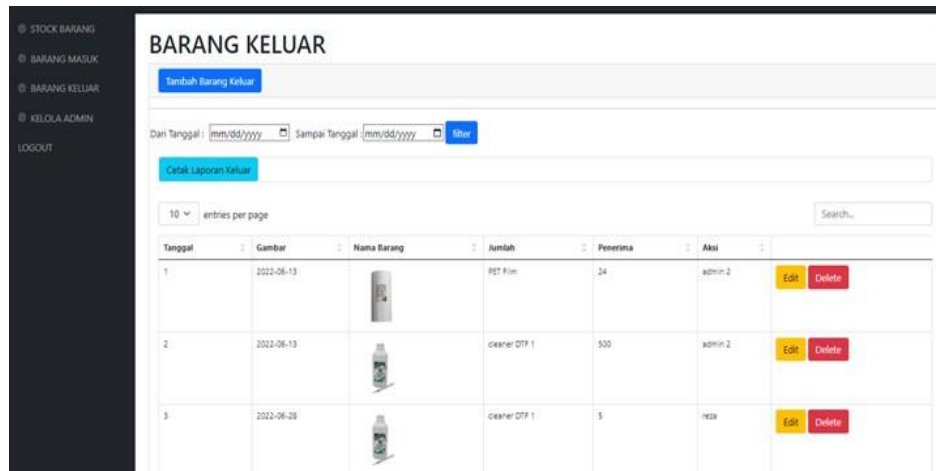 STOCK BARANG
BARANG MASUK
BARANG KELUAR
KELOLA ADMIN
LOGOUT
BARANG KELUAR
Tambah Barang Keluar
Dari Tanggal : mm/dd/yyyy Sampai Tanggal : mm/dd/yyyy filter
Cetak Laporan Keluar
10 entries per page Search...
Tanggal Gambar Nama Barang Jumlah Penerima Aksi
1 2022-06-13 PET Film 24 admin 2 Edit Delete
2 2022-06-13 cleaner DTF 1 500 admin 2 Edit Delete
3 2022-06-28 cleaner DTF 1 5 reza Edit Delete